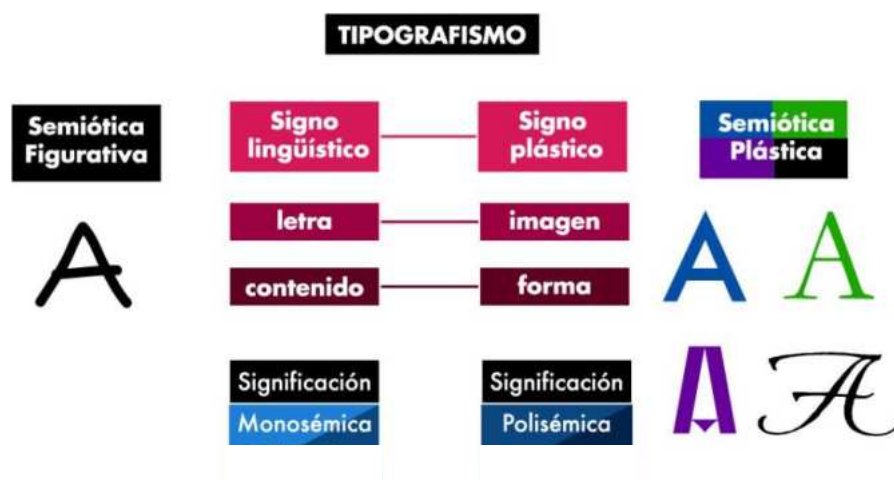 TIPOGRAFISMO
Semiótica
Figurativa
Signo
lingüístico
Signo
plástico
Semiótica
Plástica
letra
imagen
contenido
forma
A
A
A
A
A
Significación
Monosémica
Significación
Polisémica